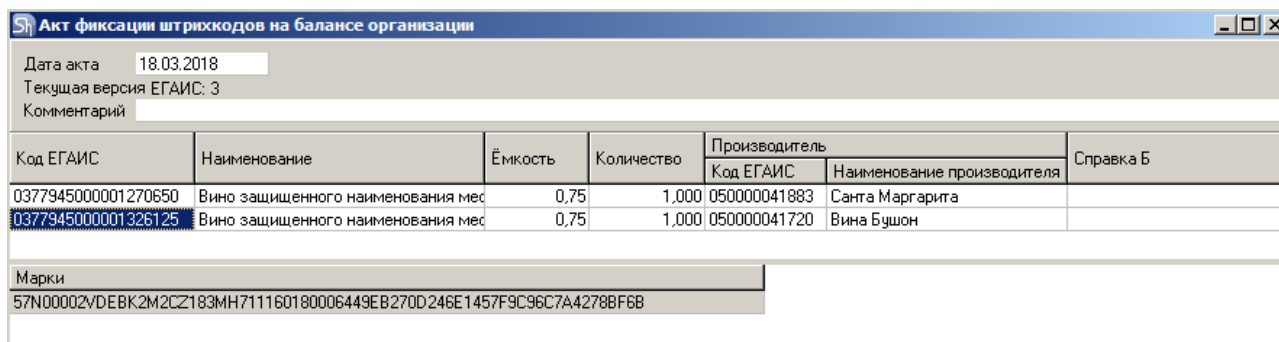 Sh Акт фиксации штрихкодов на балансе организации
Дата акта 18.03.2018
Текущая версия ЕГАИС: 3
Комментарий
Код ЕГАИС Наименование Ёмкость Количество Производитель Справка Б
Код ЕГАИС Наименование производителя
0377945000001270650 Вино защищенного наименования мес 0,75 1,000 050000041883 Санта Маргарита
0377945000001326125 Вино защищенного наименования мес 0,75 1,000 050000041720 Вина Бушон
Марки
57N00002VDEBK2M2CZ183MH711160180006449EB270D246E1457F9C96C7A4278BF6B